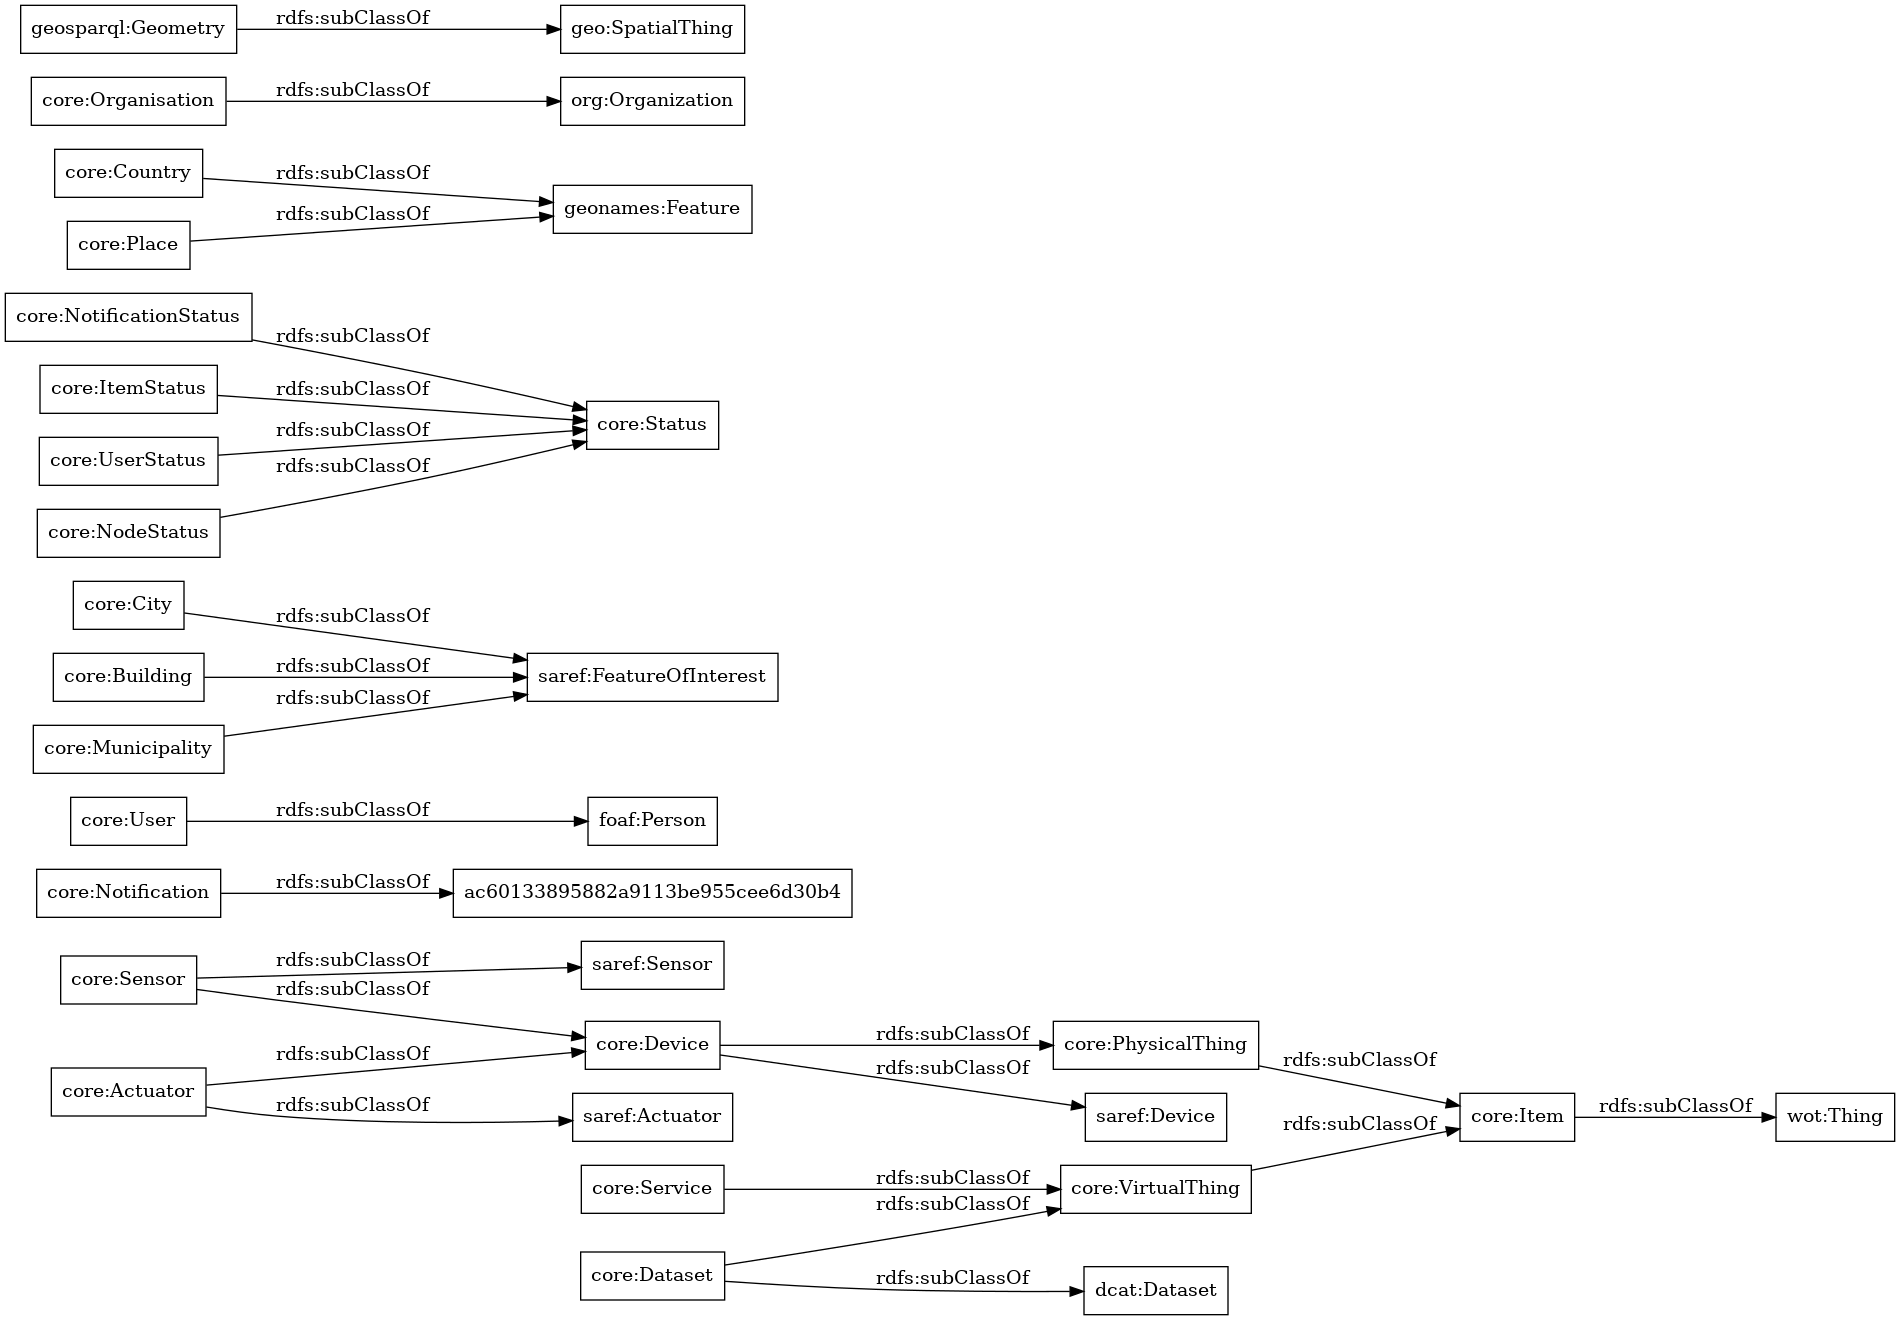 geosparql:Geometry
rdfs:subClassOf
geo:SpatialThing
core:Organisation
rdfs:subClassOf
org:Organization
core:Country
rdfs:subClassOf
geonames:Feature
core:Place
rdfs:subClassOf
core:NotificationStatus
rdfs:subClassOf
core:ItemStatus
rdfs:subClassOf
core:Status
core:UserStatus
rdfs:subClassOf
core:NodeStatus
rdfs:subClassOf
core:City
rdfs:subClassOf
core:Building
rdfs:subClassOf
saref:FeatureOfInterest
core:Municipality
rdfs:subClassOf
core:User
rdfs:subClassOf
foaf:Person
core:Notification
rdfs:subClassOf
ac60133895882a9113be955cee6d30b4
core:Sensor
rdfs:subClassOf
saref:Sensor
rdfs:subClassOf
core:Actuator
rdfs:subClassOf
core:Device
rdfs:subClassOf
core:PhysicalThing
rdfs:subClassOf
rdfs:subClassOf
saref:Actuator
rdfs:subClassOf
saref:Device
core:Item
rdfs:subClassOf
wot:Thing
core:Service
rdfs:subClassOf
core:VirtualThing
rdfs:subClassOf
core:Dataset
rdfs:subClassOf
rdfs:subClassOf
dcat:Dataset